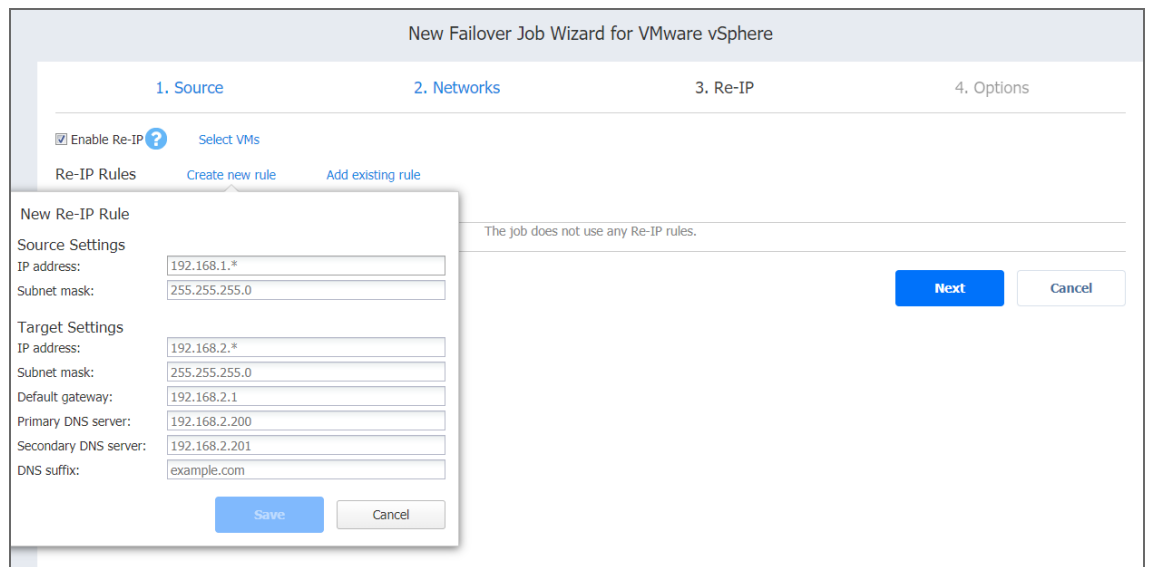 New Failover Job Wizard for VMware vSphere
1. Source 2. Networks 3. Re-IP 4. Options
Enable Re-IP ? Select VMs
Re-IP Rules Create new rule Add existing rule
The job does not use any Re-IP rules.
Next Cancel
New Re-IP Rule
Source Settings
IP address: 192.168.1.*
Subnet mask: 255.255.255.0
Target Settings
IP address: 192.168.2.*
Subnet mask: 255.255.255.0
Default gateway: 192.168.2.1
Primary DNS server: 192.168.2.200
Secondary DNS server: 192.168.2.201
DNS suffix: example.com
Save Cancel